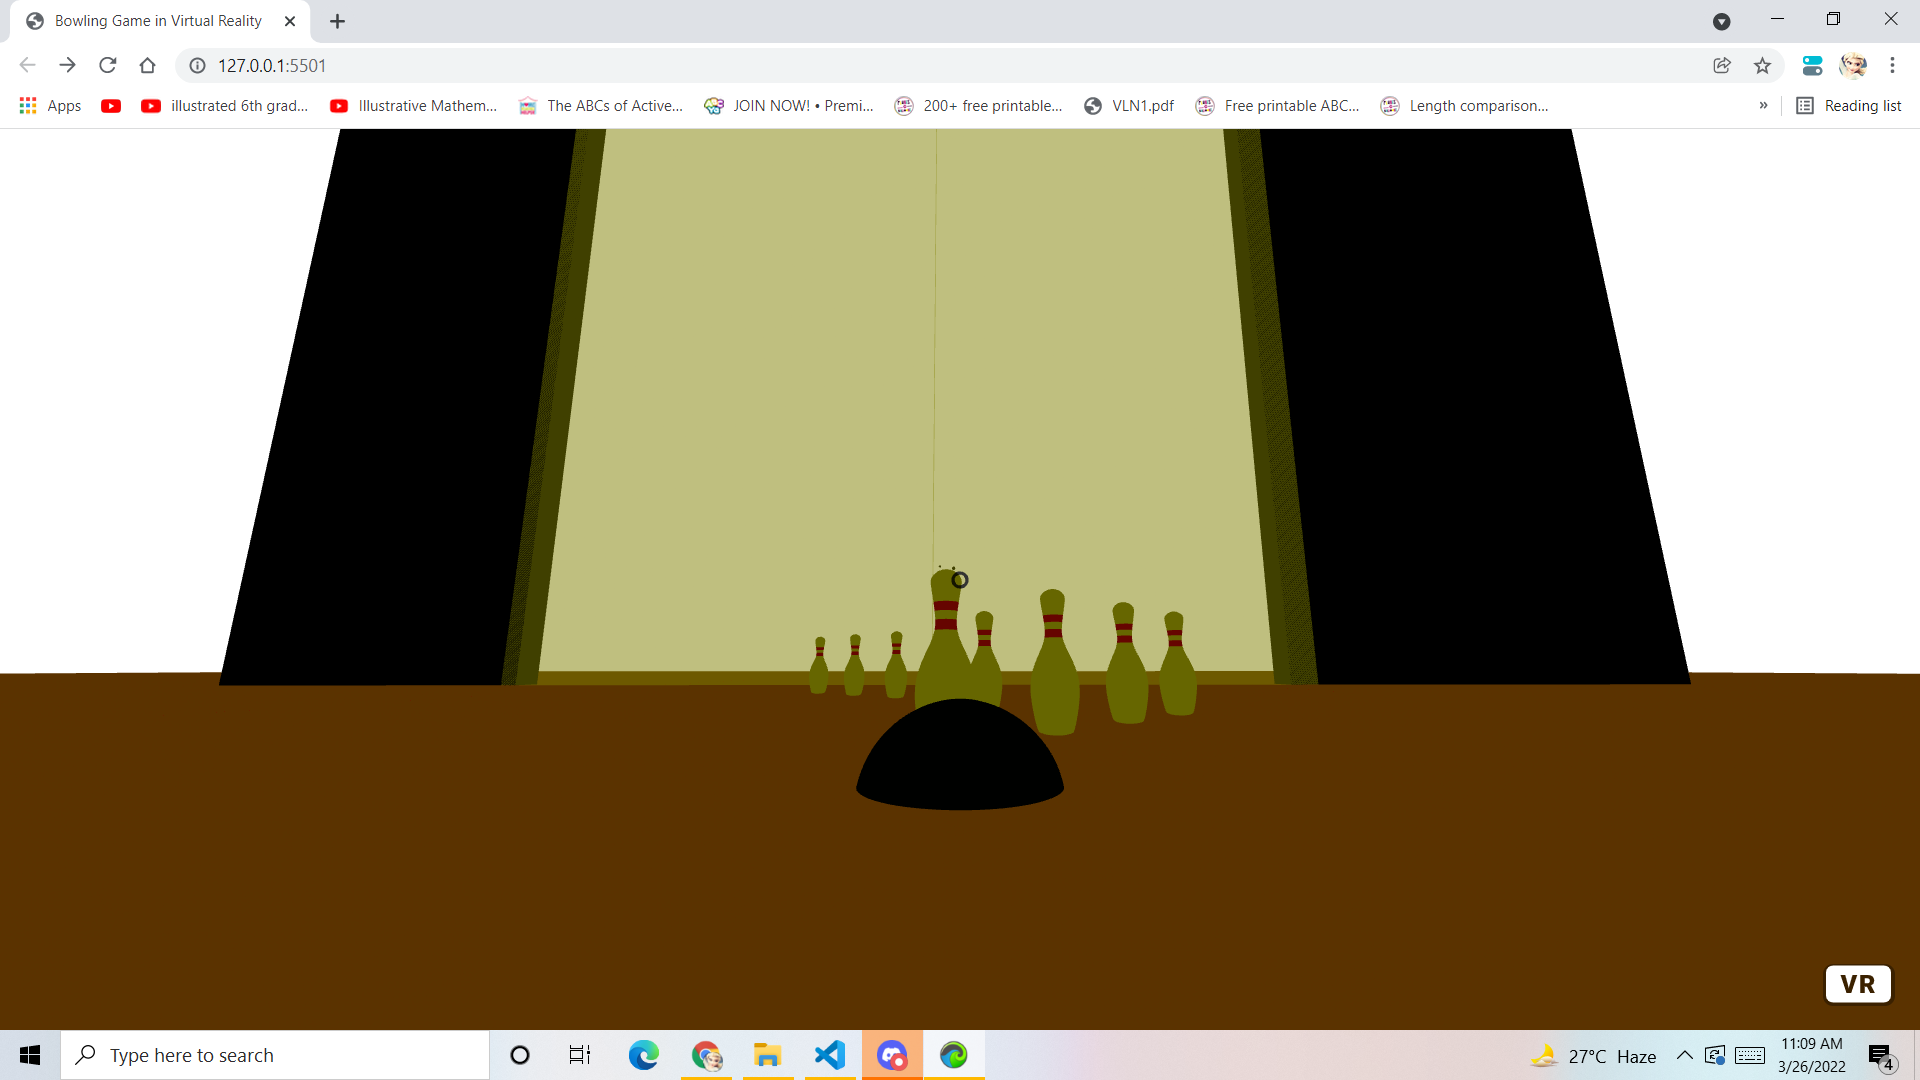 Bowling Game in Virtual Reality
127.0.0.1:5501
Apps illustrated 6th grad... Illustrative Mathem... The ABCs of Active... JOIN NOW! • Premi... 200+ free printable... VLN1.pdf Free printable ABC... Length comparison... » Reading list
VR
Type here to search
27°C Haze
11:09 AM
3/26/2022
4